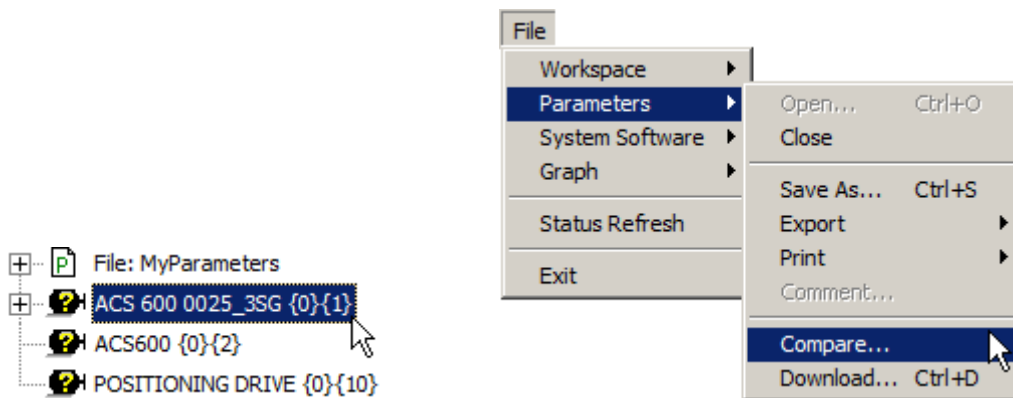 File
Workspace
Parameters
System Software
Graph
Status Refresh
Exit
Open... Ctrl+O
Close
Save As... Ctrl+S
Export
Print
Comment...
Compare...
Download... Ctrl+D
P File: MyParameters
? ACS 600 0025_3SG {0}{1}
? ACS600 {0}{2}
? POSITIONING DRIVE {0}{10}